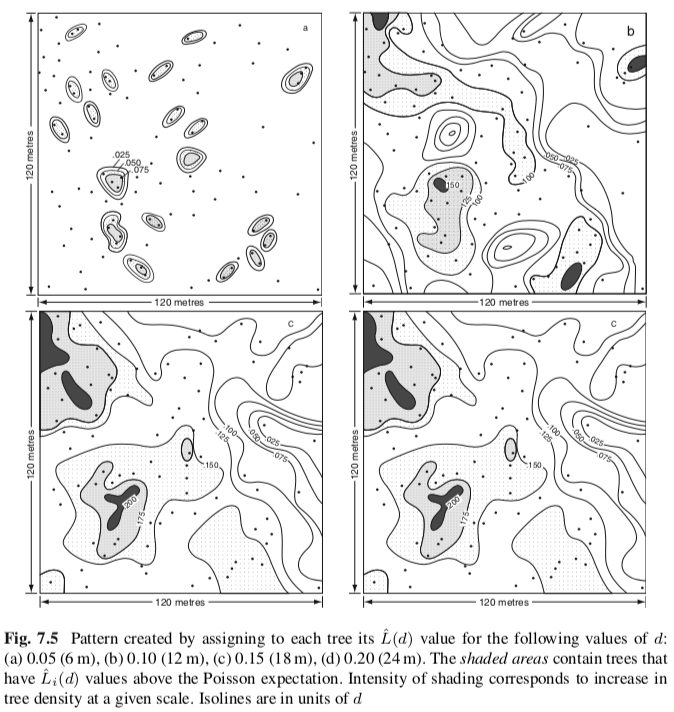 a
.025
.050
.075
120 metres
120 metres
b
.050
.025
.075
.100
.150
.125
.100
120 metres
120 metres
c
.100
.125
.050
.025
.075
.150
.200
.175
120 metres
120 metres
c
.100
.125
.050
.025
.075
.150
.200
.175
120 metres
120 metres
Fig. 7.5 Pattern created by assigning to each tree its L̂(d) value for the following values of d:
(a) 0.05 (6 m), (b) 0.10 (12 m), (c) 0.15 (18 m), (d) 0.20 (24 m). The shaded areas contain trees that
have L̂ᵢ(d) values above the Poisson expectation. Intensity of shading corresponds to increase in
tree density at a given scale. Isolines are in units of d